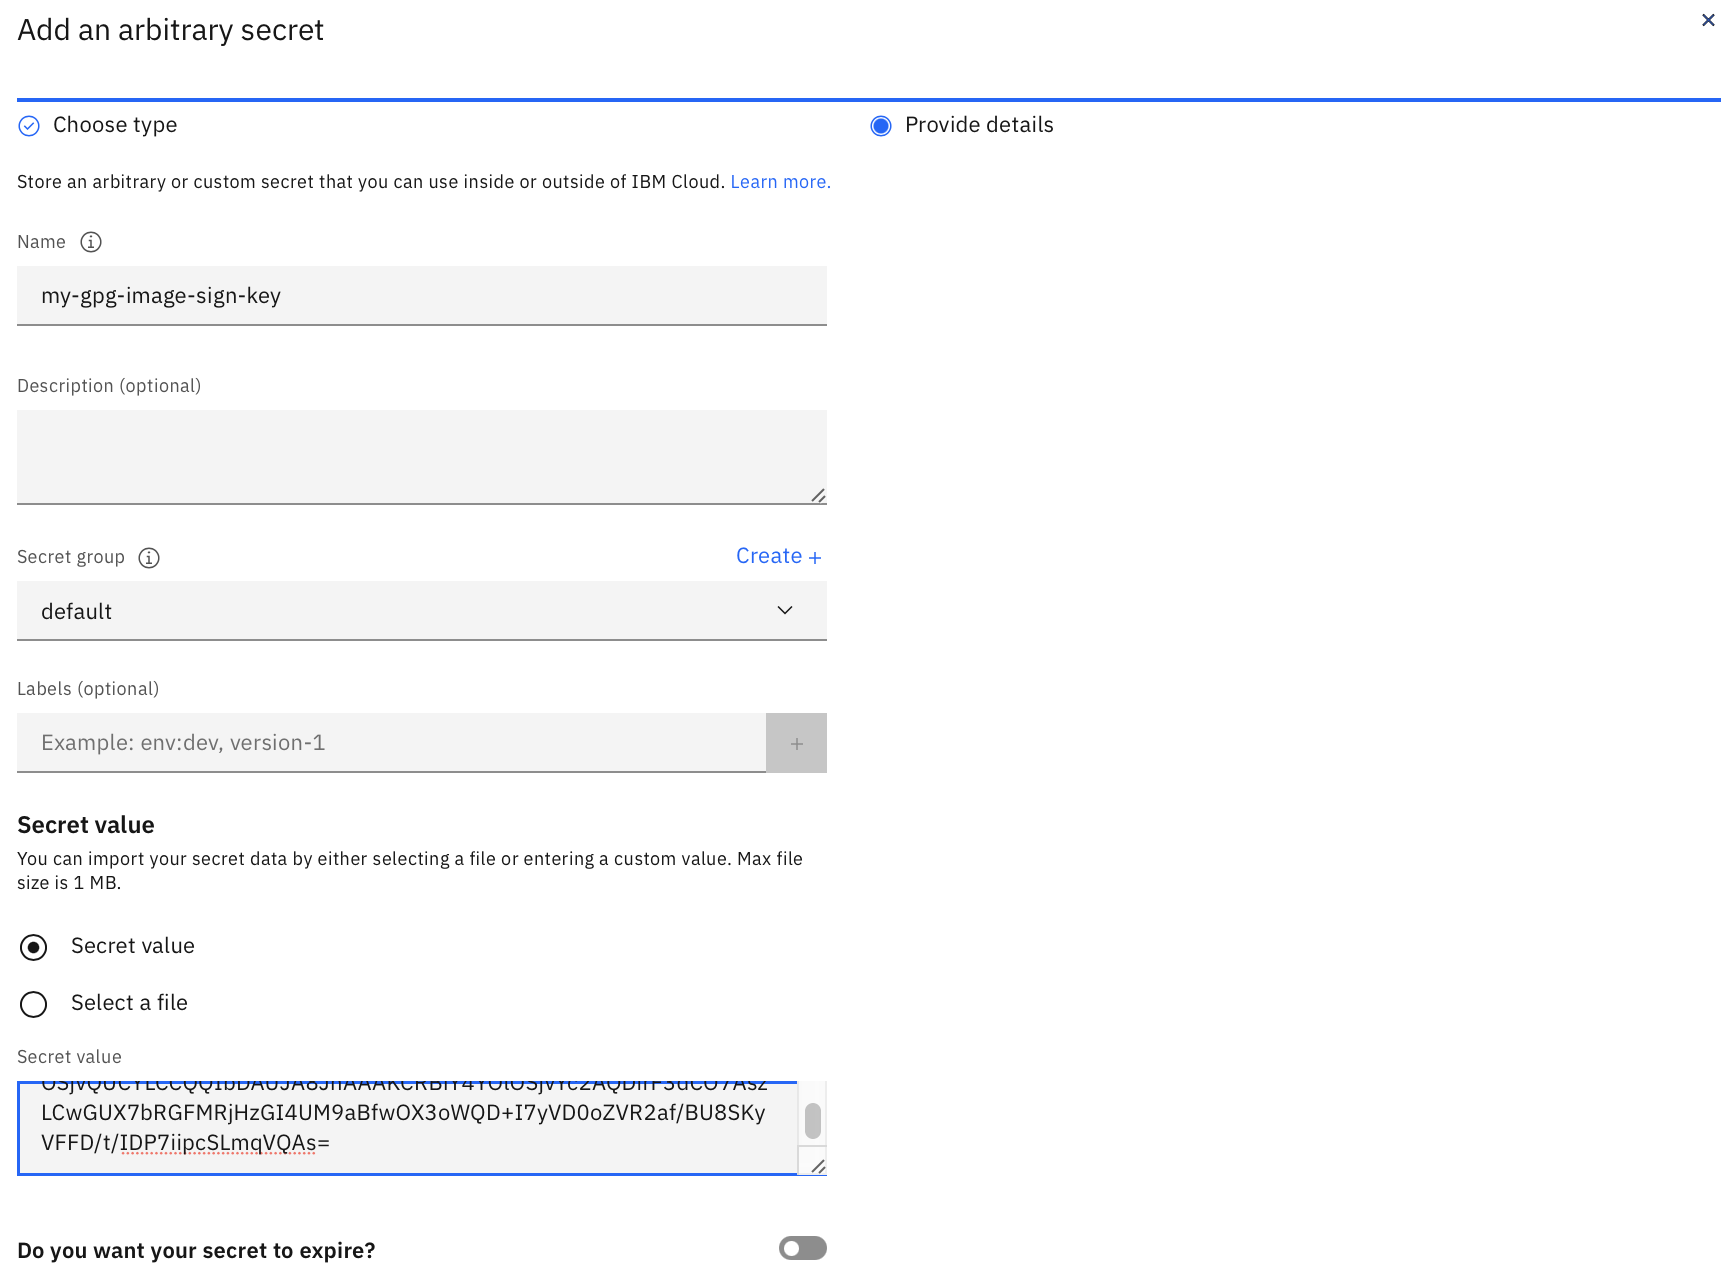 Add an arbitrary secret
Choose type
Provide details
Store an arbitrary or custom secret that you can use inside or outside of IBM Cloud. Learn more.
Name
my-gpg-image-sign-key
Description (optional)
Secret group
Create +
default
Labels (optional)
Example: env:dev, version-1
+
Secret value
You can import your secret data by either selecting a file or entering a custom value. Max file
size is 1 MB.
Secret value
Select a file
Secret value
LCwGUX7bRGFMRjHzGI4UM9aBfwOX3oWQD+I7yVD0oZVR2af/BU8SKy
VFFD/t/IDP7iipcSLmqVQAs=
Do you want your secret to expire?